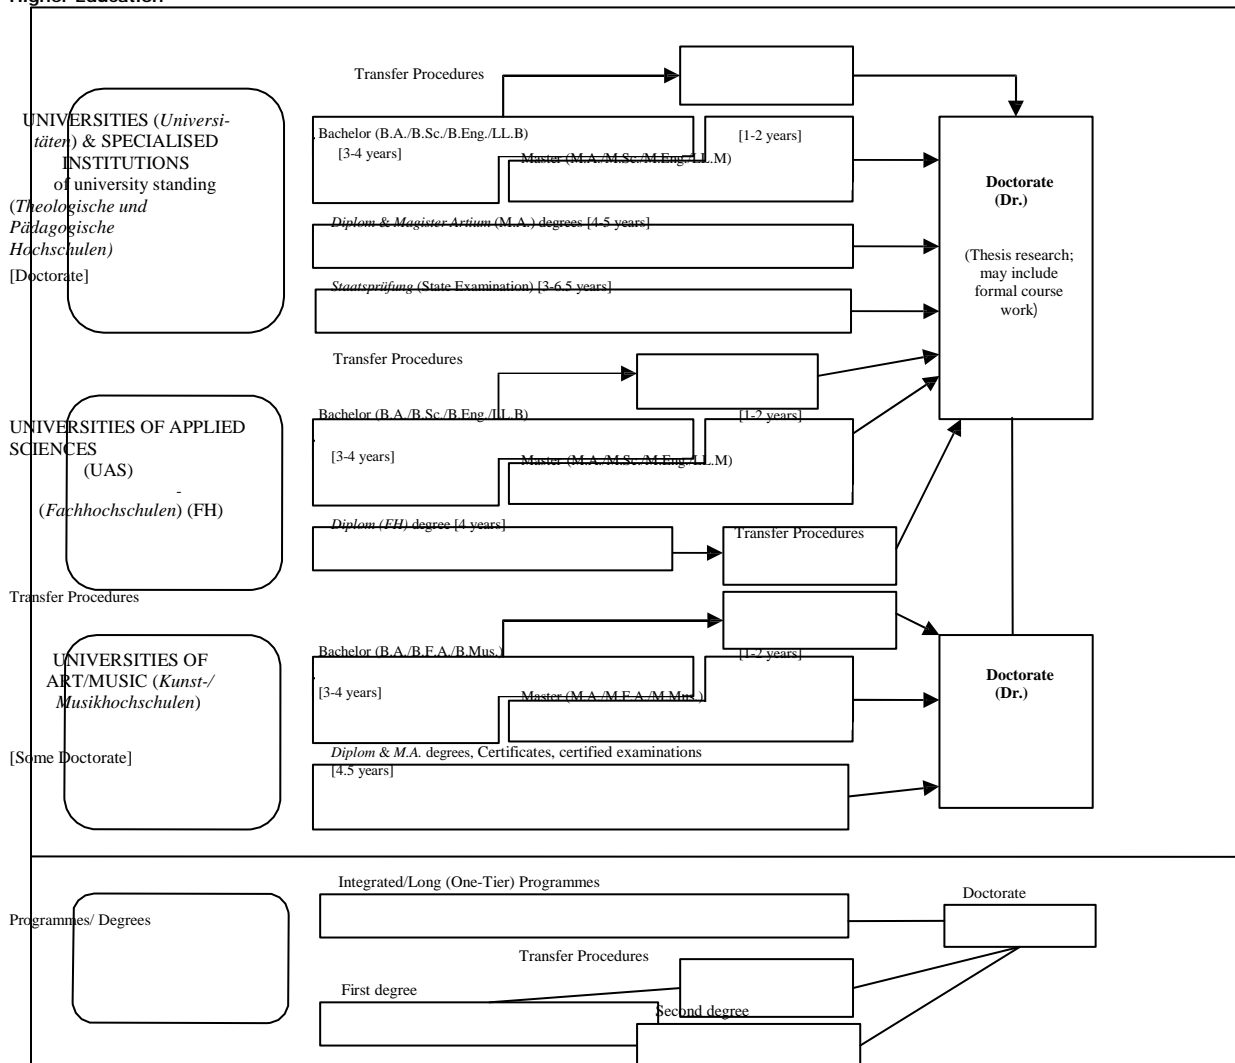 Higher Education
Transfer Procedures
UNIVERSITIES (Universi-
täten) & SPECIALISED
INSTITUTIONS
of university standing
(Theologische und
Pädagogische
Hochschulen)
[Doctorate]
Bachelor (B.A./B.Sc./B.Eng./LL.B)
[3-4 years]
[1-2 years]
Master (M.A./M.Sc./M.Eng./LL.M)
Diplom & Magister Artium (M.A.) degrees [4-5 years]
Staatsprüfung (State Examination) [3-6.5 years]
Doctorate
(Dr.)
(Thesis research;
may include
formal course
work)
Transfer Procedures
UNIVERSITIES OF APPLIED
SCIENCES
(UAS)
-
(Fachhochschulen) (FH)
Bachelor (B.A./B.Sc./B.Eng./LL.B)
[3-4 years]
[1-2 years]
Master (M.A./M.Sc./M.Eng./LL.M)
Diplom (FH) degree [4 years]
Transfer Procedures
Transfer Procedures
UNIVERSITIES OF
ART/MUSIC (Kunst-/
Musikhochschulen)
[Some Doctorate]
Bachelor (B.A./B.F.A./B.Mus.)
[3-4 years]
[1-2 years]
Master (M.A./M.F.A./M.Mus.)
Diplom & M.A. degrees, Certificates, certified examinations
[4.5 years]
Doctorate
(Dr.)
Programmes/ Degrees
Integrated/Long (One-Tier) Programmes
Doctorate
Transfer Procedures
First degree
Second degree